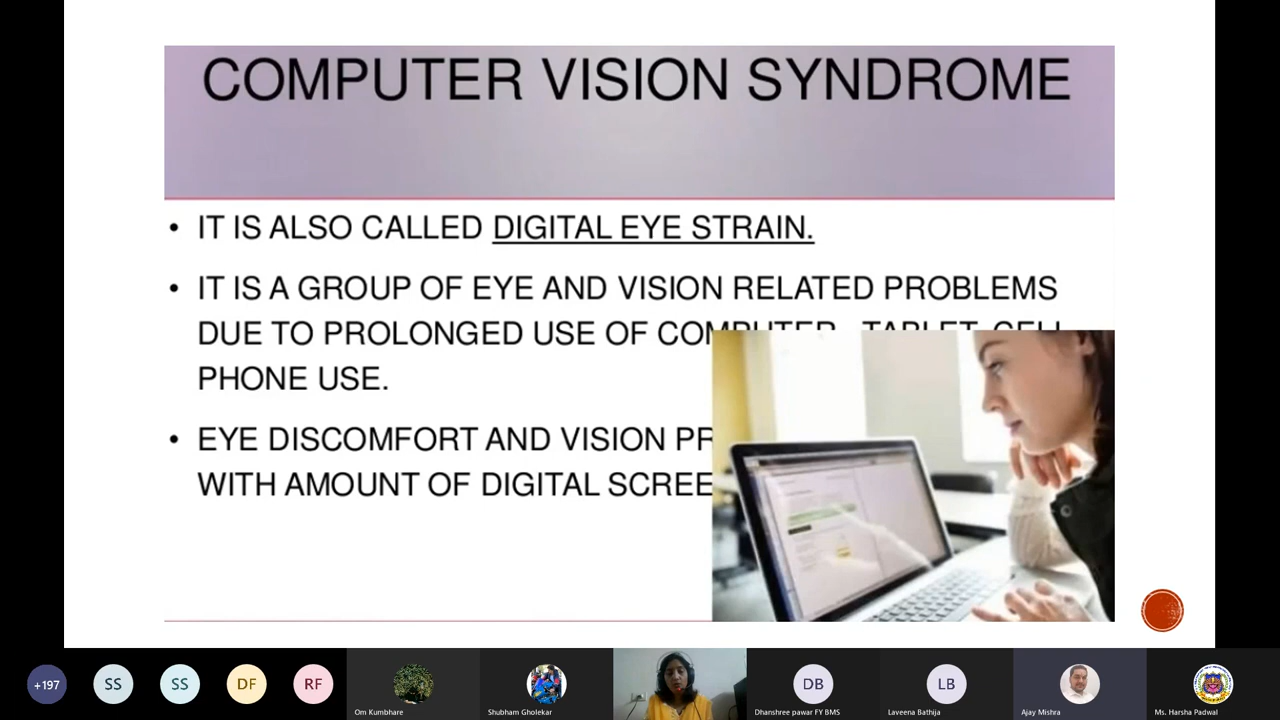 COMPUTER VISION SYNDROME
• IT IS ALSO CALLED DIGITAL EYE STRAIN.
• IT IS A GROUP OF EYE AND VISION RELATED PROBLEMS
DUE TO PROLONGED USE OF COMPUTER, TABLET, CELL
PHONE USE.
• EYE DISCOMFORT AND VISION PR
WITH AMOUNT OF DIGITAL SCREE
+197
SS
SS
DF
RF
Om Kumbhare
Shubham Gholekar
DB
Dhanshree pawar FY BMS
LB
Laveena Bathija
Ajay Mishra
Ms. Harsha Padwal